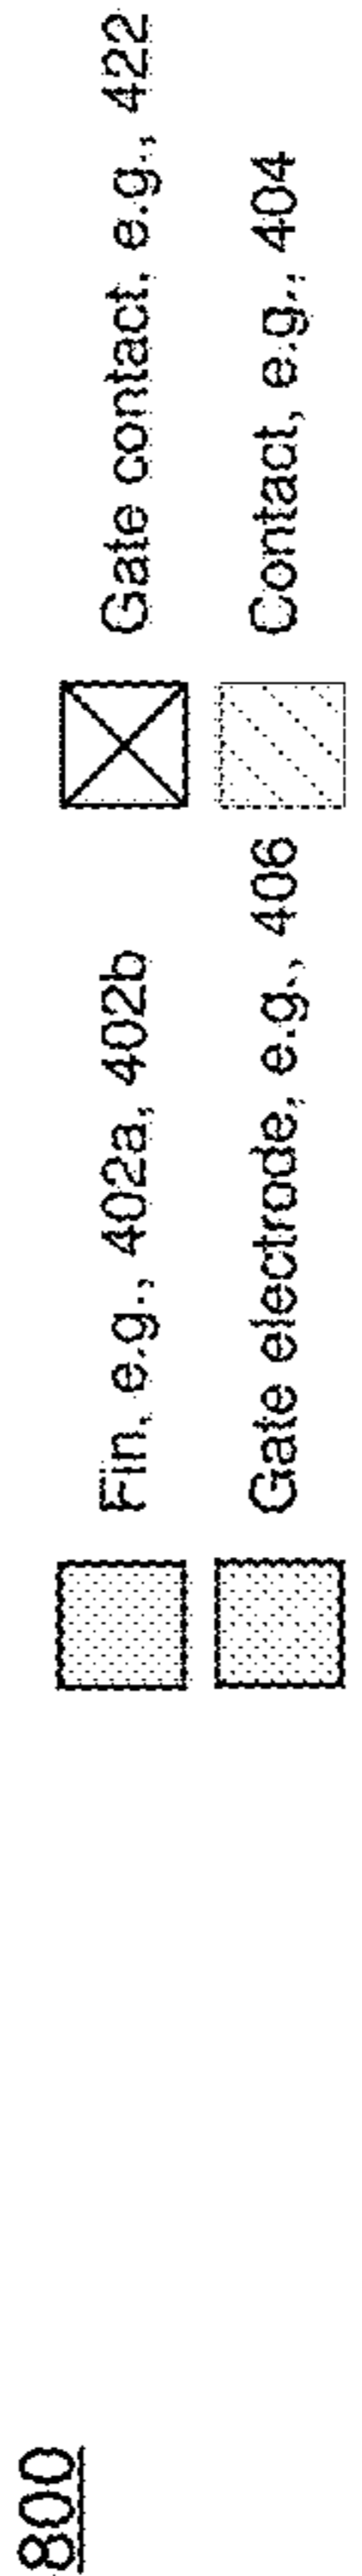 800
Fin, e.g., 402a, 402b
Gate contact, e.g., 422
Gate electrode, e.g., 406
Contact, e.g., 404